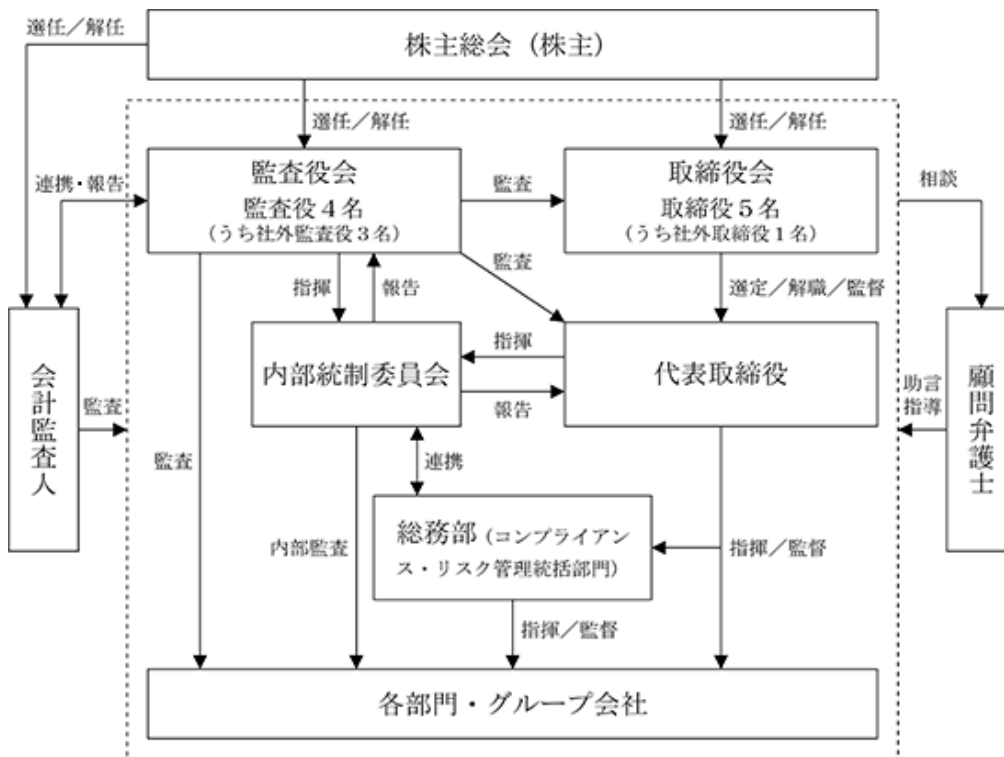 選任／解任
株主総会（株主）
選任／解任
選任／解任
連携・報告
監査役会
監査役４名
（うち社外監査役３名）
監査
取締役会
取締役５名
（うち社外取締役１名）
相談
監査
指揮
報告
選定／解職／監督
会計監査人
監査
内部統制委員会
指揮
報告
代表取締役
助言
指導
顧問弁護士
監査
連携
内部監査
総務部（コンプライアン
ス・リスク管理統括部門）
指揮／監督
指揮／監督
各部門・グループ会社